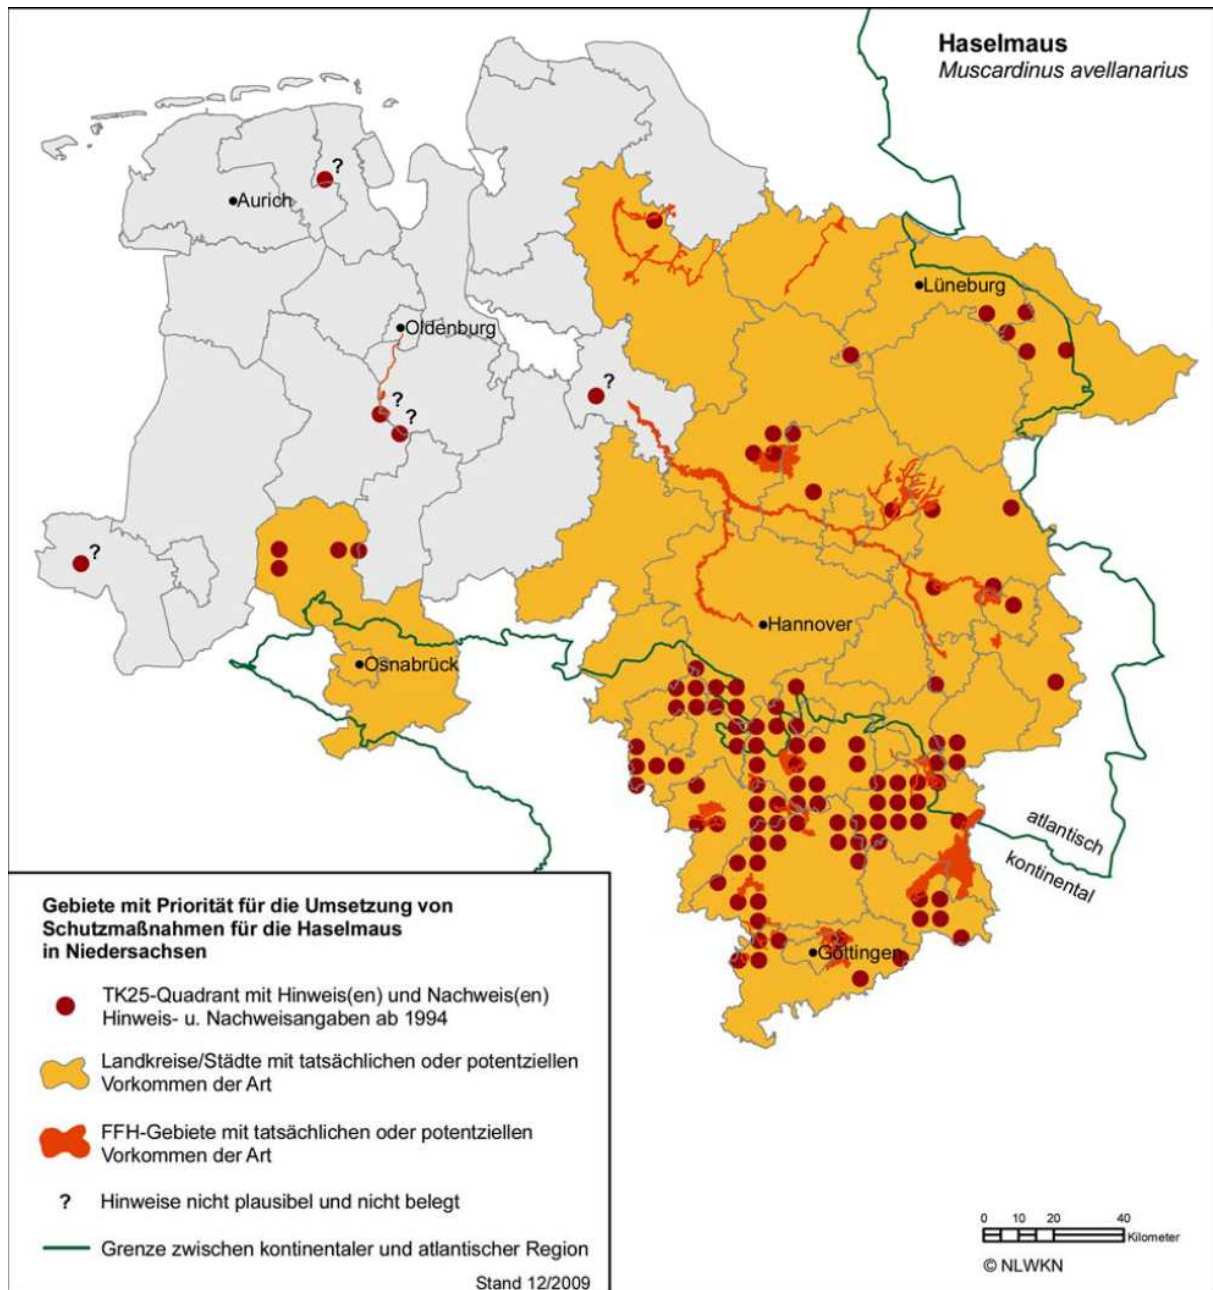 Haselmaus
Muscardinus avellanarius
?
Aurich
Lüneburg
Oldenburg
?
?
?
?
Hannover
Osnabrück
atlantisch
kontinental
Göttingen
Gebiete mit Priorität für die Umsetzung von
Schutzmaßnahmen für die Haselmaus
in Niedersachsen
TK25-Quadrant mit Hinweis(en) und Nachweis(en)
Hinweis- u. Nachweisangaben ab 1994
Landkreise/Städte mit tatsächlichen oder potenziellen
Vorkommen der Art
FFH-Gebiete mit tatsächlichen oder potentziellen
Vorkommen der Art
? Hinweise nicht plausibel und nicht belegt
Grenze zwischen kontinentaler und atlantischer Region
Stand 12/2009
0 10 20 40
Kilometer
© NLWKN